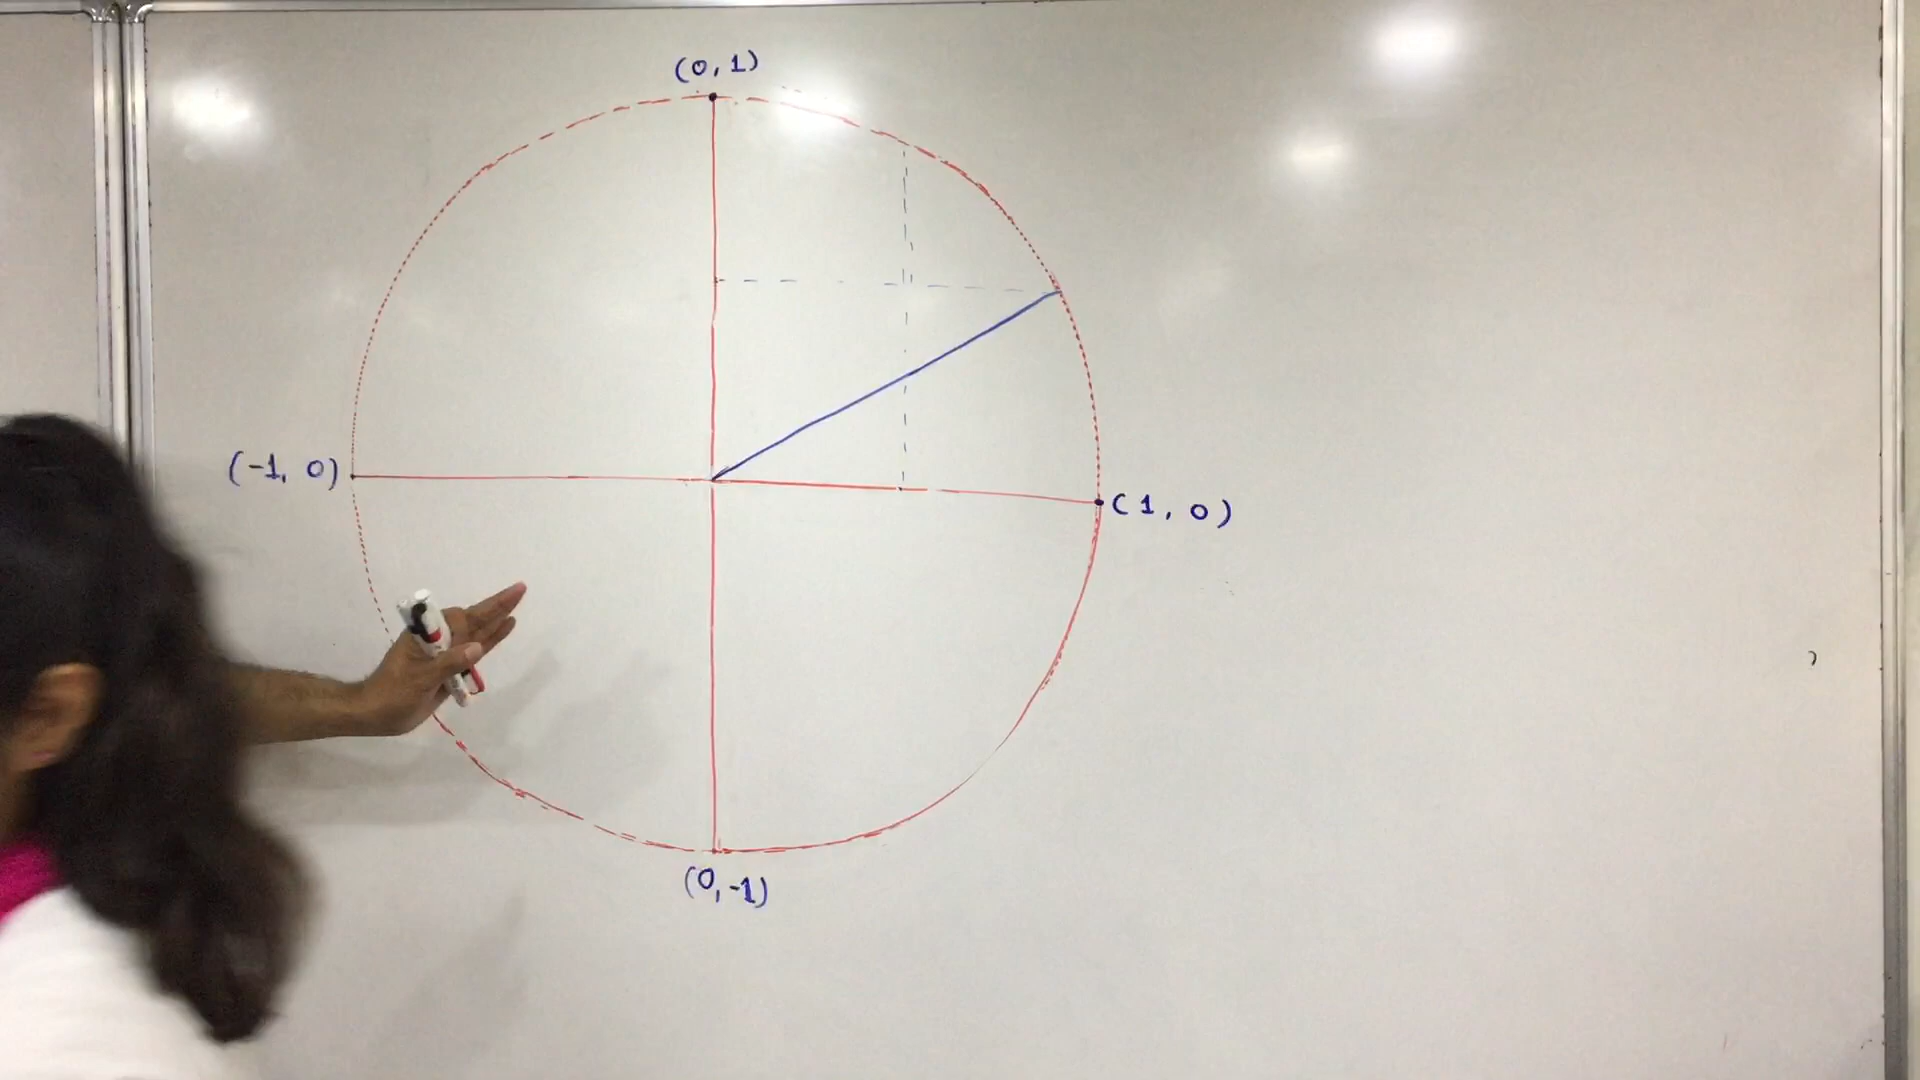 (0, 1)
(-1, 0)
(1, 0)
(0, -1)